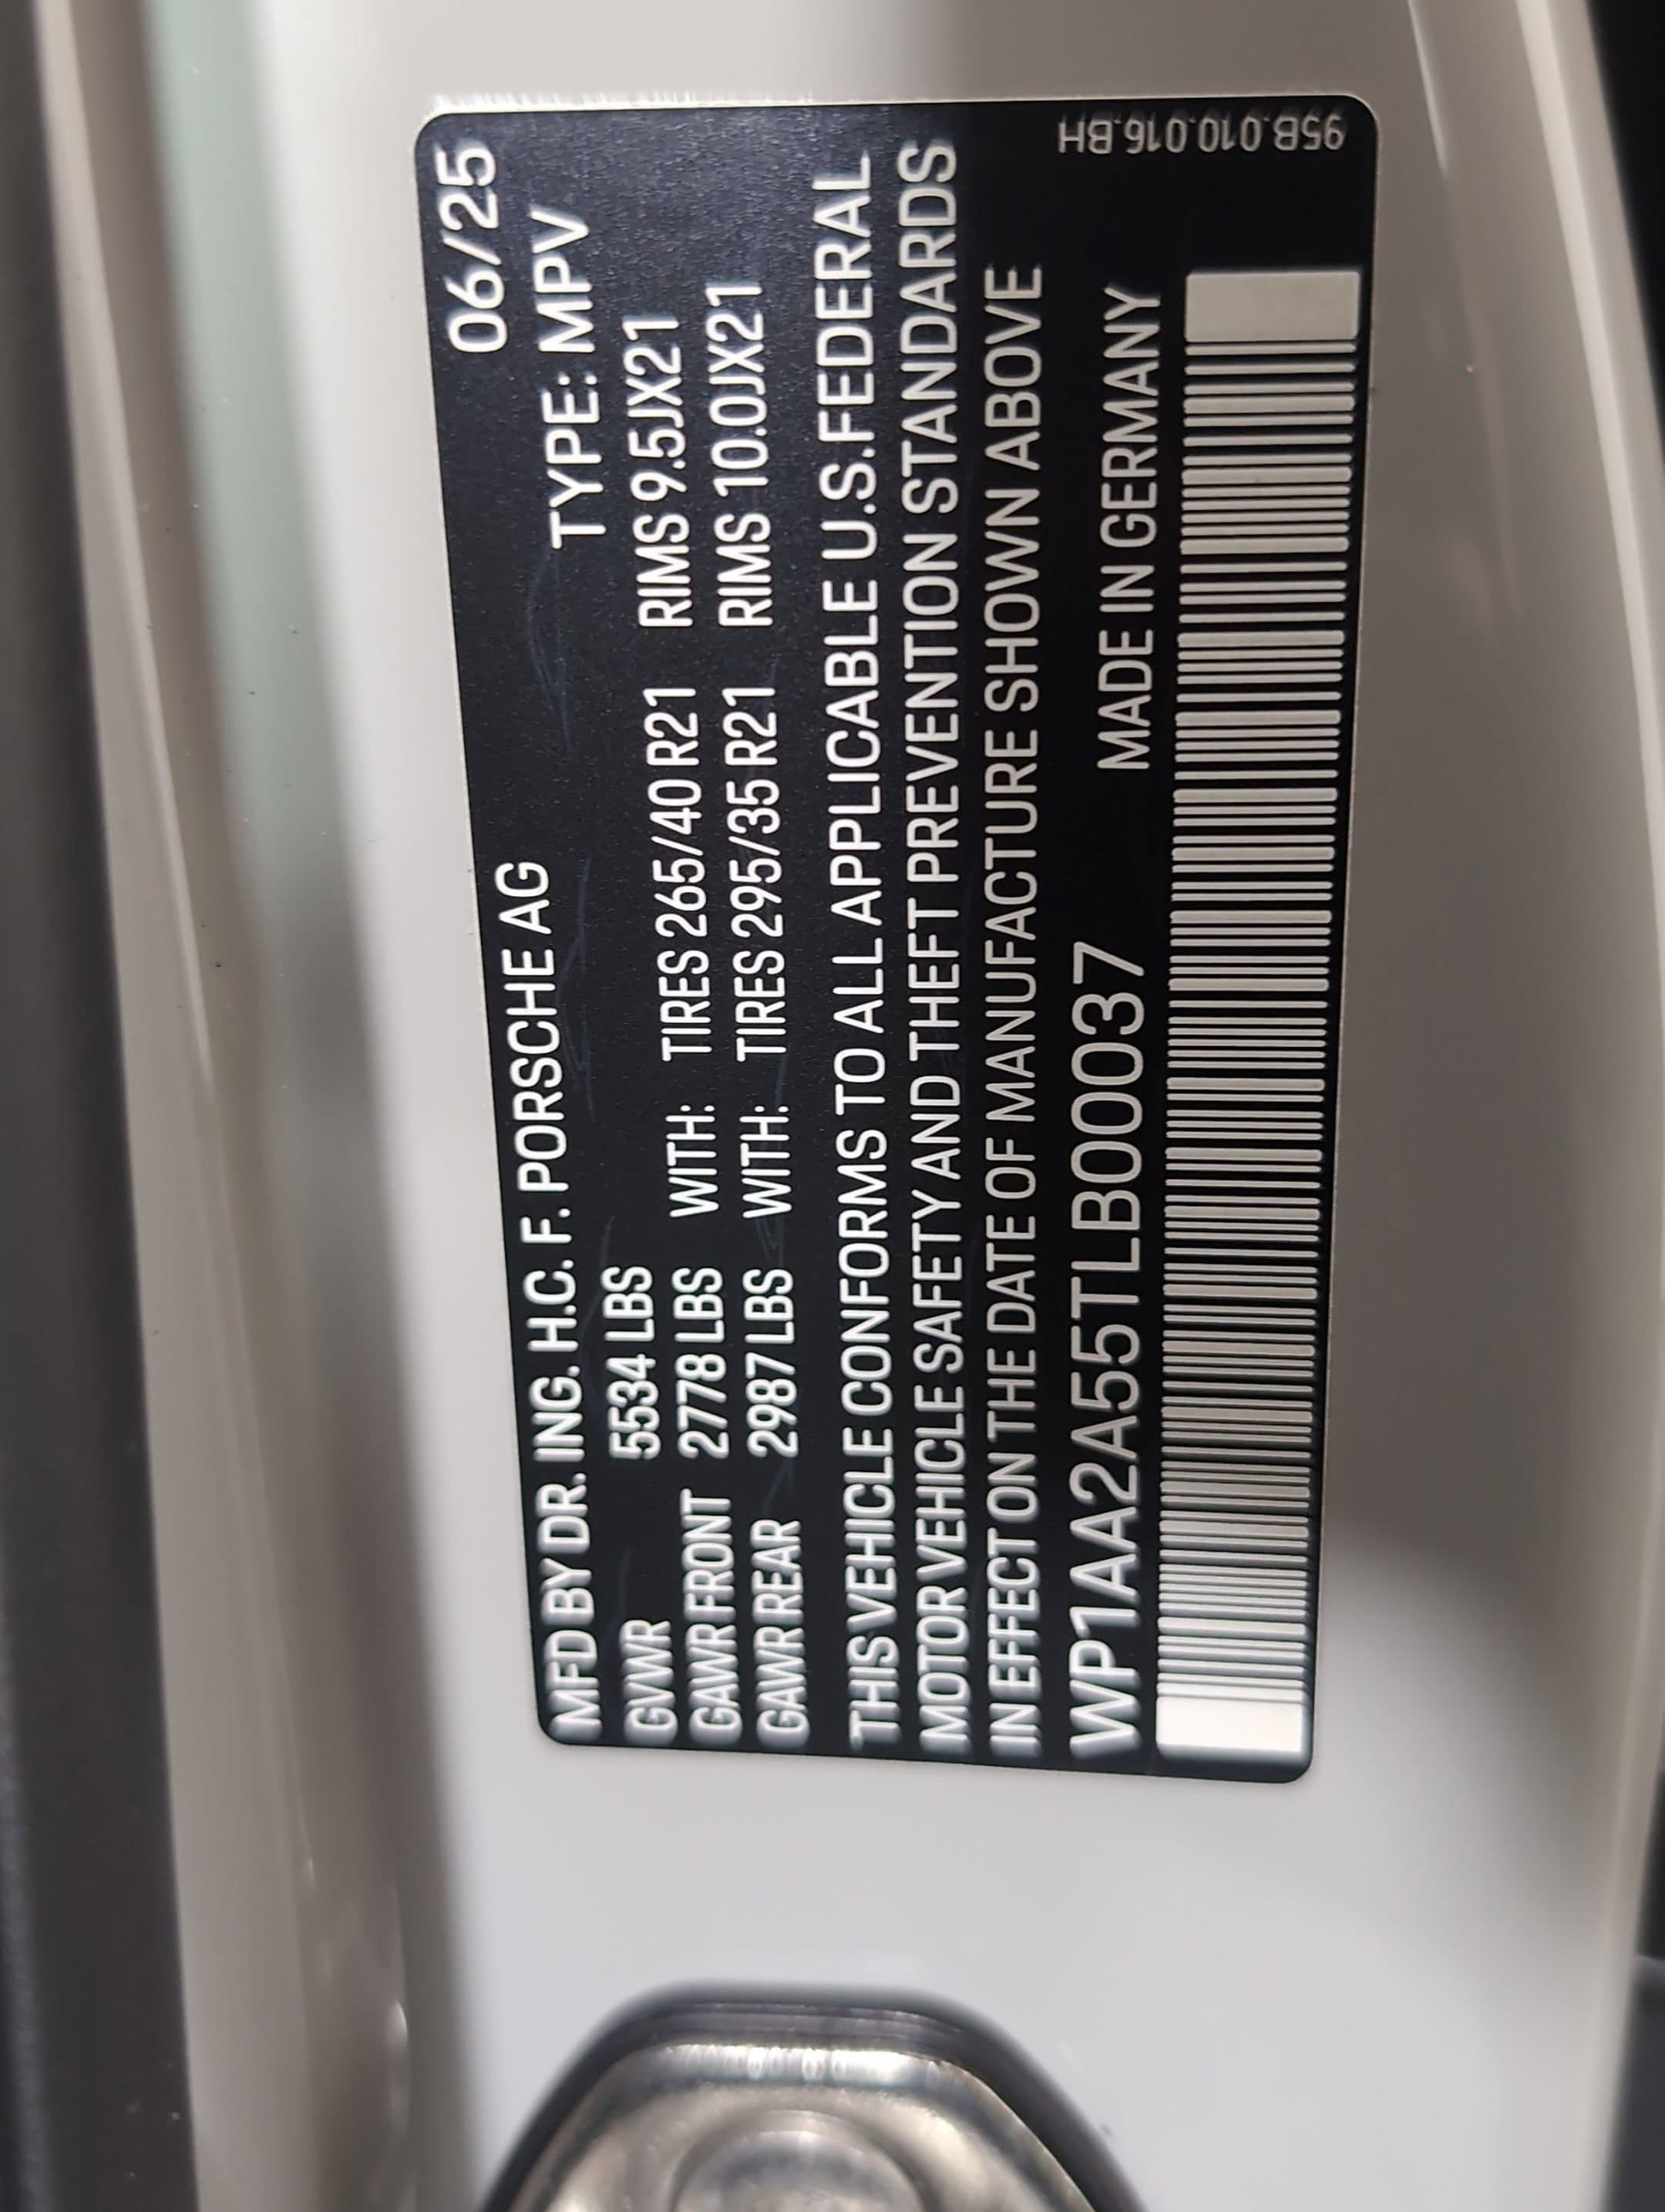 MFD BY DR. ING. H.C. F. PORSCHE AG 06/25
TYPE: MPV
GVWR 5534 LBS
GAWR FRONT 2778 LBS WITH: TIRES 265/40 R21 RIMS 9.5JX21
GAWR REAR 2987 LBS WITH: TIRES 295/35 R21 RIMS 10.0JX21
THIS VEHICLE CONFORMS TO ALL APPLICABLE U.S.FEDERAL
MOTOR VEHICLE SAFETY AND THEFT PREVENTION STANDARDS
IN EFFECT ON THE DATE OF MANUFACTURE SHOWN ABOVE
WP1AA2A55TLB00037 MADE IN GERMANY
95B.010.016.BH